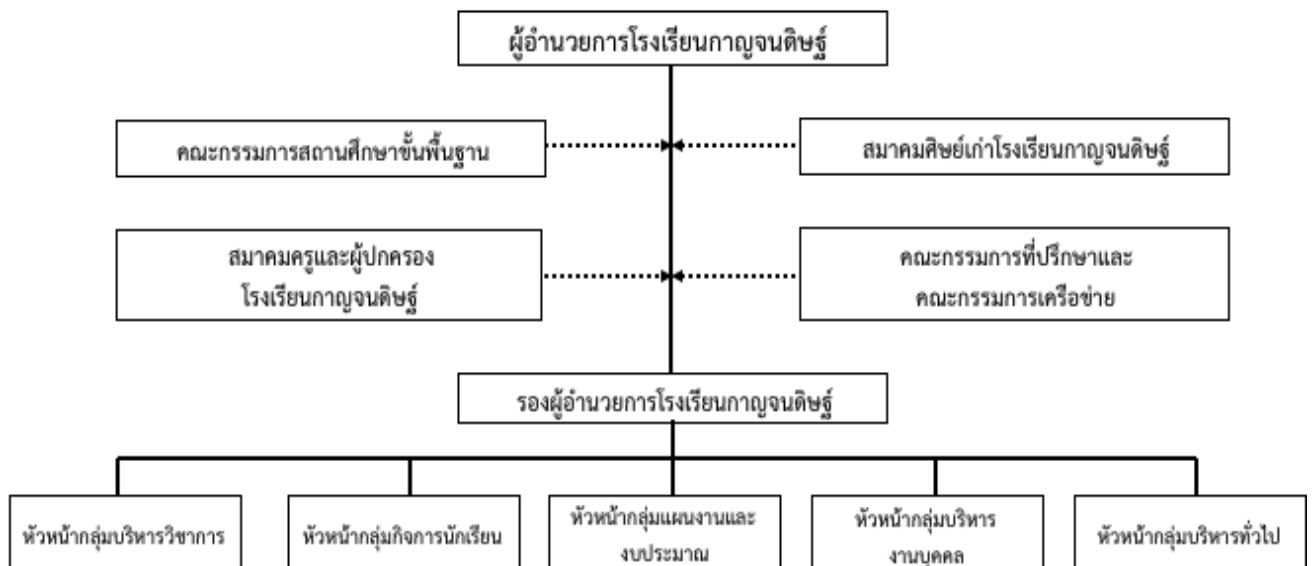 ผู้อำนวยการโรงเรียนกาญจนดิษฐ์
คณะกรรมการสถานศึกษาขั้นพื้นฐาน
สมาคมศิษย์เก่าโรงเรียนกาญจนดิษฐ์
สมาคมครูและผู้ปกครอง
โรงเรียนกาญจนดิษฐ์
คณะกรรมการที่ปรึกษาและ
คณะกรรมการเครือข่าย
รองผู้อำนวยการโรงเรียนกาญจนดิษฐ์
หัวหน้ากลุ่มบริหารวิชาการ
หัวหน้ากลุ่มกิจการนักเรียน
หัวหน้ากลุ่มแผนงานและ
งบประมาณ
หัวหน้ากลุ่มบริหาร
งานบุคคล
หัวหน้ากลุ่มบริหารทั่วไป